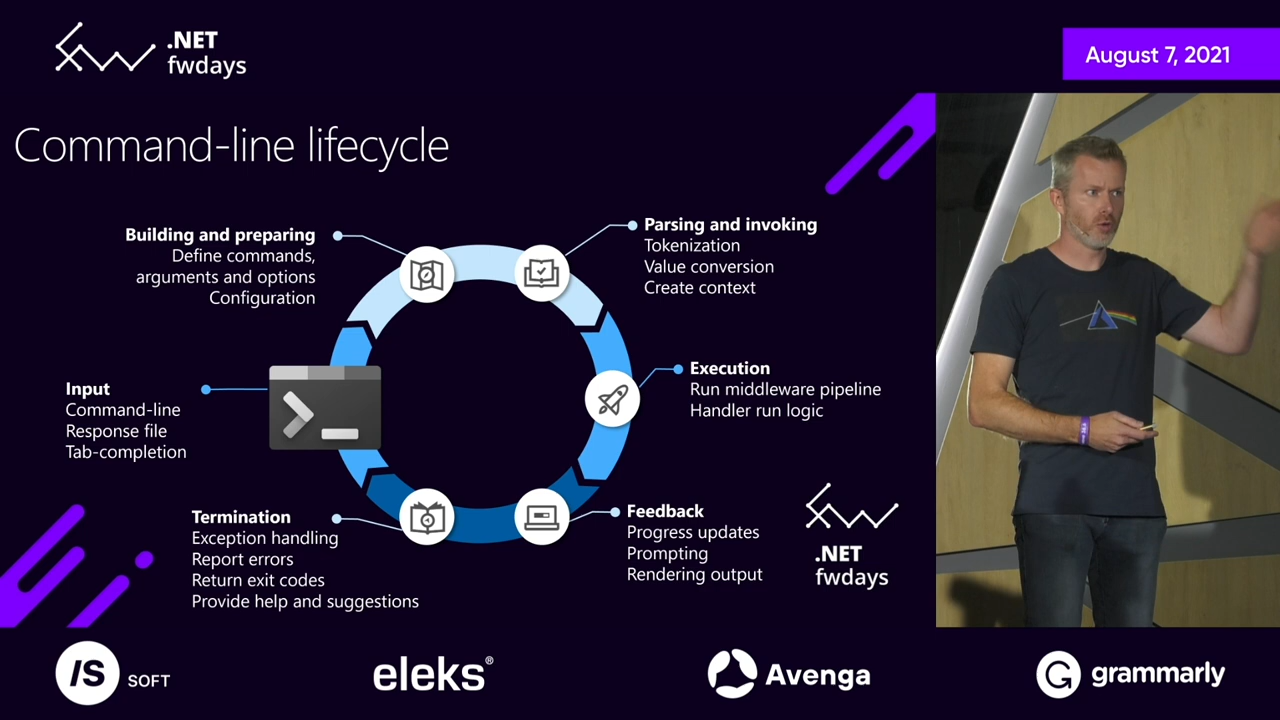 .NET
fwdays
August 7, 2021
Command-line lifecycle
Building and preparing
Define commands,
arguments and options
Configuration
Parsing and invoking
Tokenization
Value conversion
Create context
Input
Command-line
Response file
Tab-completion
Execution
Run middleware pipeline
Handler run logic
Termination
Exception handling
Report errors
Return exit codes
Provide help and suggestions
Feedback
Progress updates
Prompting
Rendering output
.NET
fwdays
IS SOFT
eleks®
Avenga
grammarly